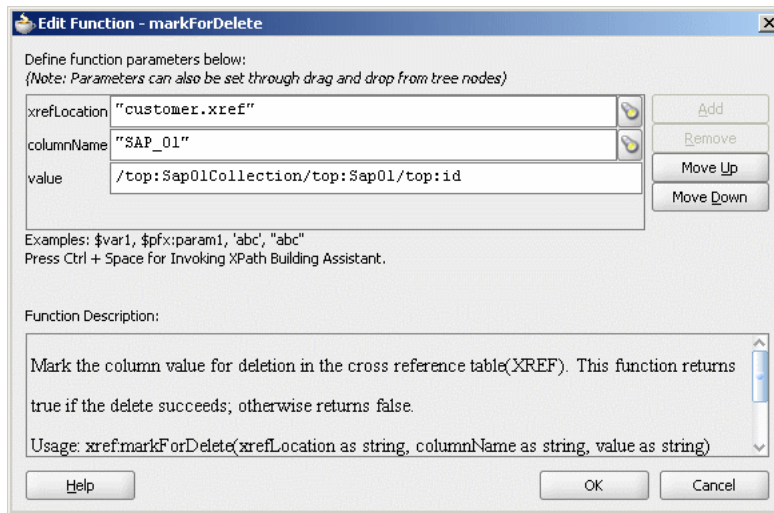 Edit Function - markForDelete
Define function parameters below:
(Note: Parameters can also be set through drag and drop from tree nodes)
xrefLocation "customer.xref"
Add
columnName "SAP_01"
Remove
value /top:Sap01Collection/top:Sap01/top:id
Move Up
Move Down
Examples: $var1, $pfx:param1, 'abc', "abc"
Press Ctrl + Space for Invoking XPath Building Assistant.
Function Description:
Mark the column value for deletion in the cross reference table(XREF). This function returns
true if the delete succeeds; otherwise returns false.
Usage: xref:markForDelete(xrefLocation as string, columnName as string, value as string)
Help OK Cancel